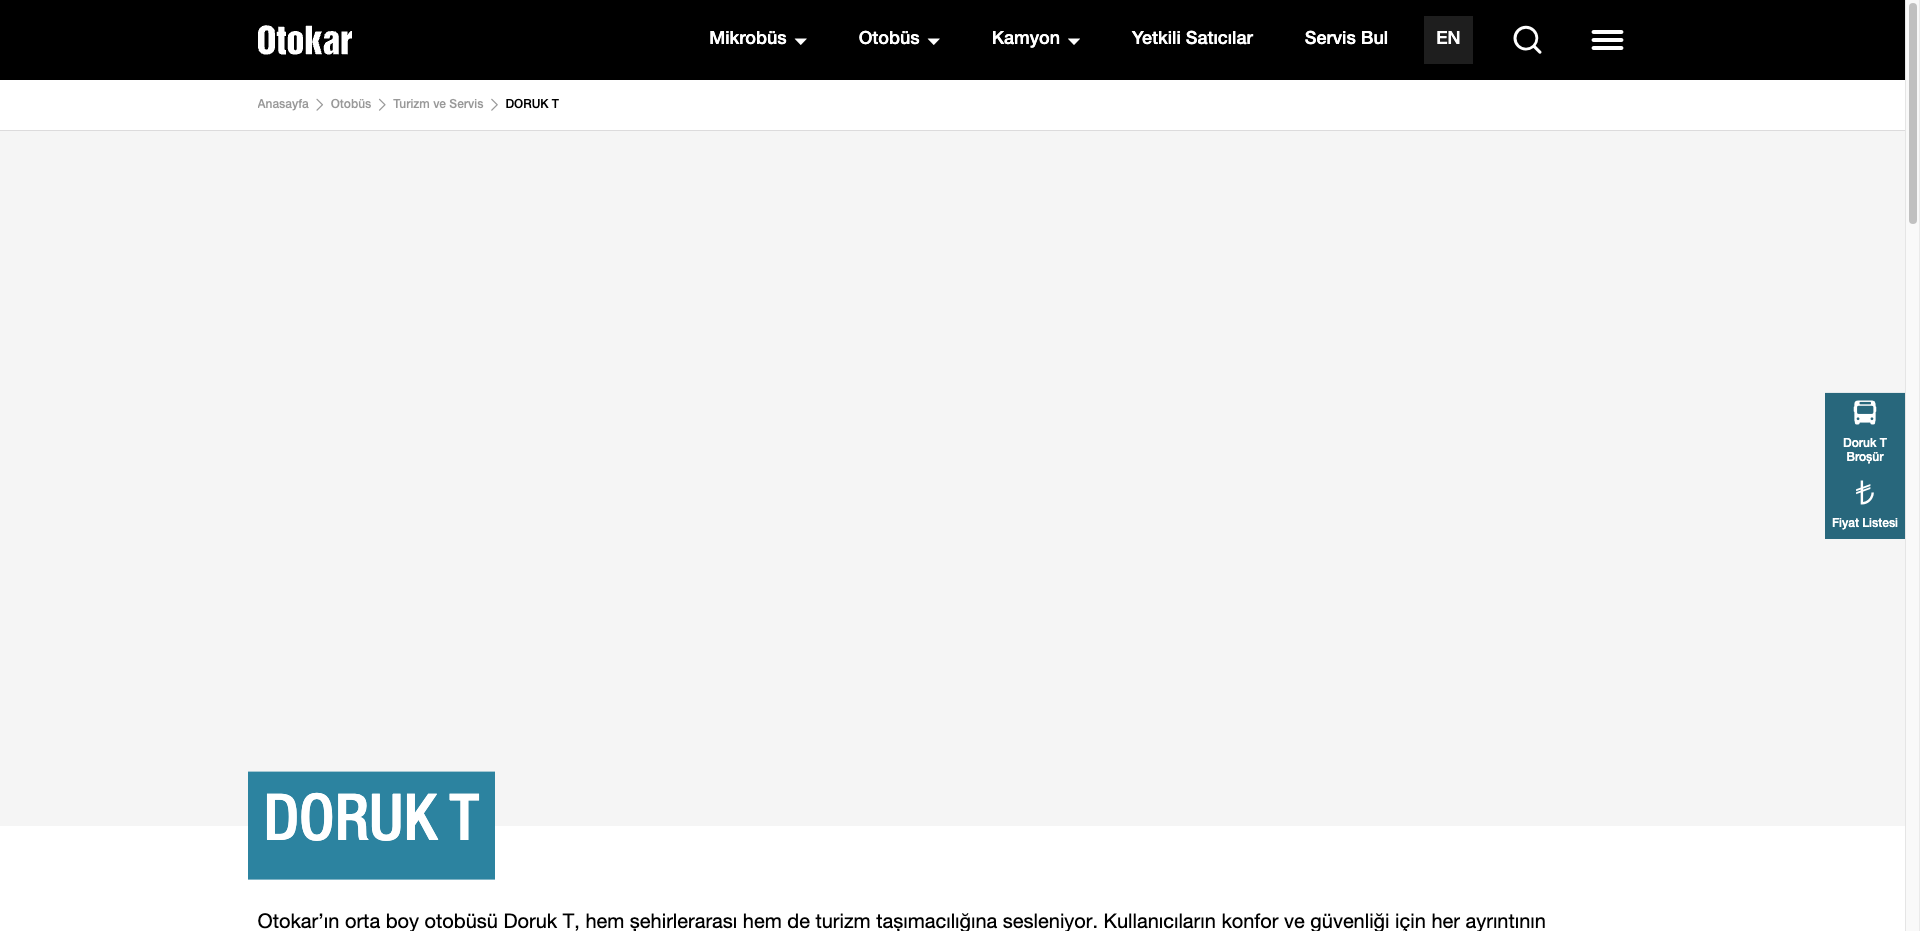 Otokar
Mikrobüs
Otobüs
Kamyon
Yetkili Satıcılar
Servis Bul
EN
Anasayfa
Otobüs
Turizm ve Servis
DORUK T
Doruk T
Broşür
Fiyat Listesi
DORUK T
Otokar’ın orta boy otobüsü Doruk T, hem şehirlerarası hem de turizm taşımacılığına sesleniyor. Kullanıcıların konfor ve güvenliği için her ayrıntının